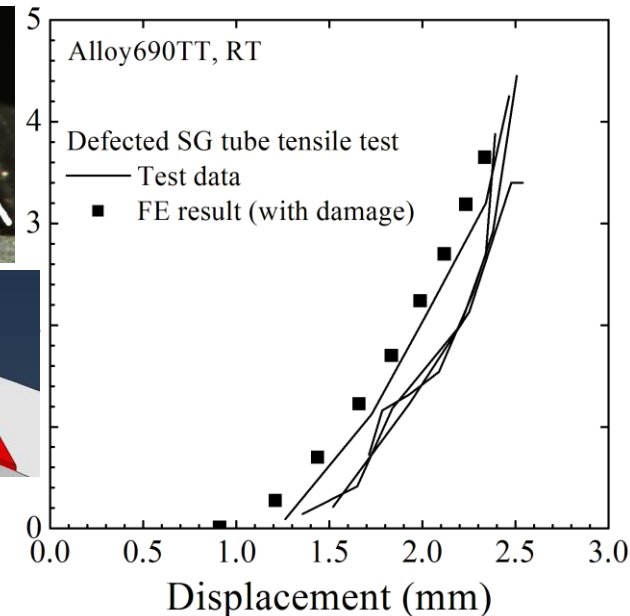 5
Alloy690TT, RT
4
Defected SG tube tensile test
Test data
3
FE result (with damage)
0
0.0 0.5 1.0 1.5 2.0 2.5 3.0
Displacement (mm)